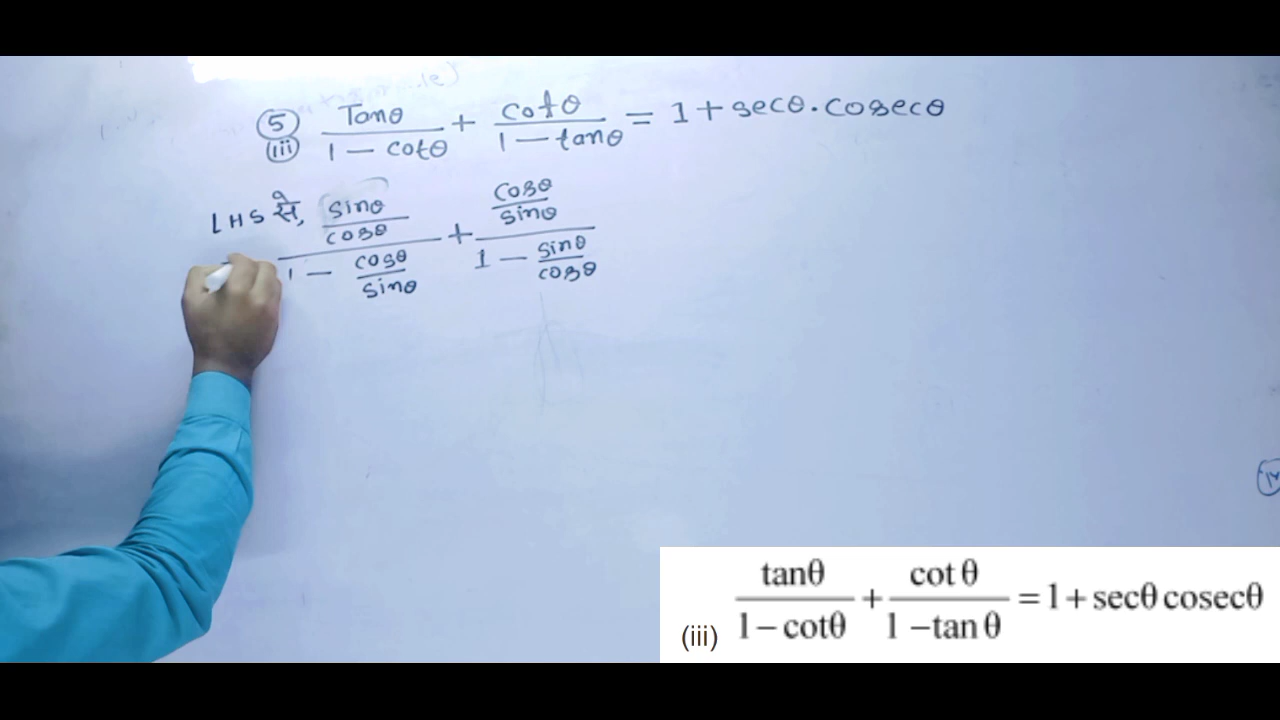 (5) (iii) Tanθ / 1 - cotθ + cotθ / 1 - tanθ = 1 + secθ . cosecθ
LHS से, sinθ/cosθ / 1 - cosθ/sinθ + cosθ/sinθ / 1 - sinθ/cosθ
(iii) tanθ / 1 - cotθ + cot θ / 1 - tan θ = 1 + secθ cosecθ